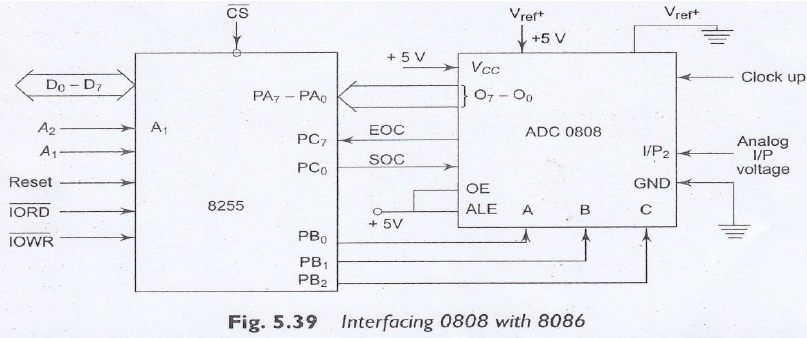 CS
Vref+
Vref+
+5 V
+ 5 V
VCC
D0 – D7
PA7 – PA0
O7 – O0
Clock up
A2
A1
A1
PC7
EOC
ADC 0808
Analog
I/P
voltage
I/P2
PC0
SOC
Reset
8255
OE
GND
IORD
ALE
A
B
C
+ 5V
IOWR
PB0
PB1
PB2
Fig. 5.39 Interfacing 0808 with 8086